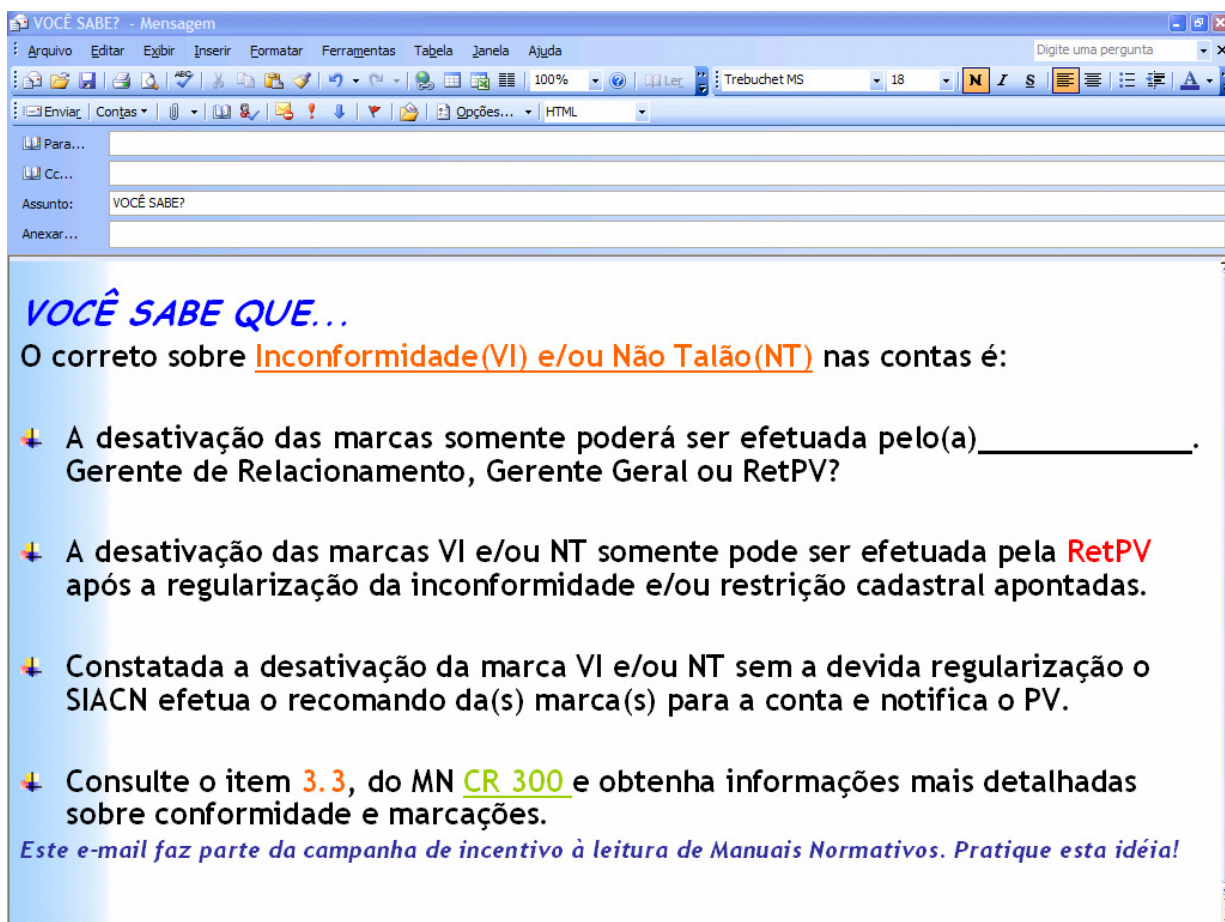 VOCÊ SABE? - Mensagem
Arquivo Editar Exibir Inserir Formatar Ferramentas Tabela Janela Ajuda Digite uma pergunta
100% Ler Trebuchet MS 18 N I S A
Enviar Contas Opções... HTML
Para...
Cc...
Assunto: VOCÊ SABE?
Anexar...
VOCÊ SABE QUE...
O correto sobre Inconformidade(VI) e/ou Não Talão(NT) nas contas é:
A desativação das marcas somente poderá ser efetuada pelo(a)_____________.
Gerente de Relacionamento, Gerente Geral ou RetPV?
A desativação das marcas VI e/ou NT somente pode ser efetuada pela RetPV
após a regularização da inconformidade e/ou restrição cadastral apontadas.
Constatada a desativação da marca VI e/ou NT sem a devida regularização o
SIACN efetua o recomando da(s) marca(s) para a conta e notifica o PV.
Consulte o item 3.3, do MN CR 300 e obtenha informações mais detalhadas
sobre conformidade e marcações.
Este e-mail faz parte da campanha de incentivo à leitura de Manuais Normativos. Pratique esta idéia!